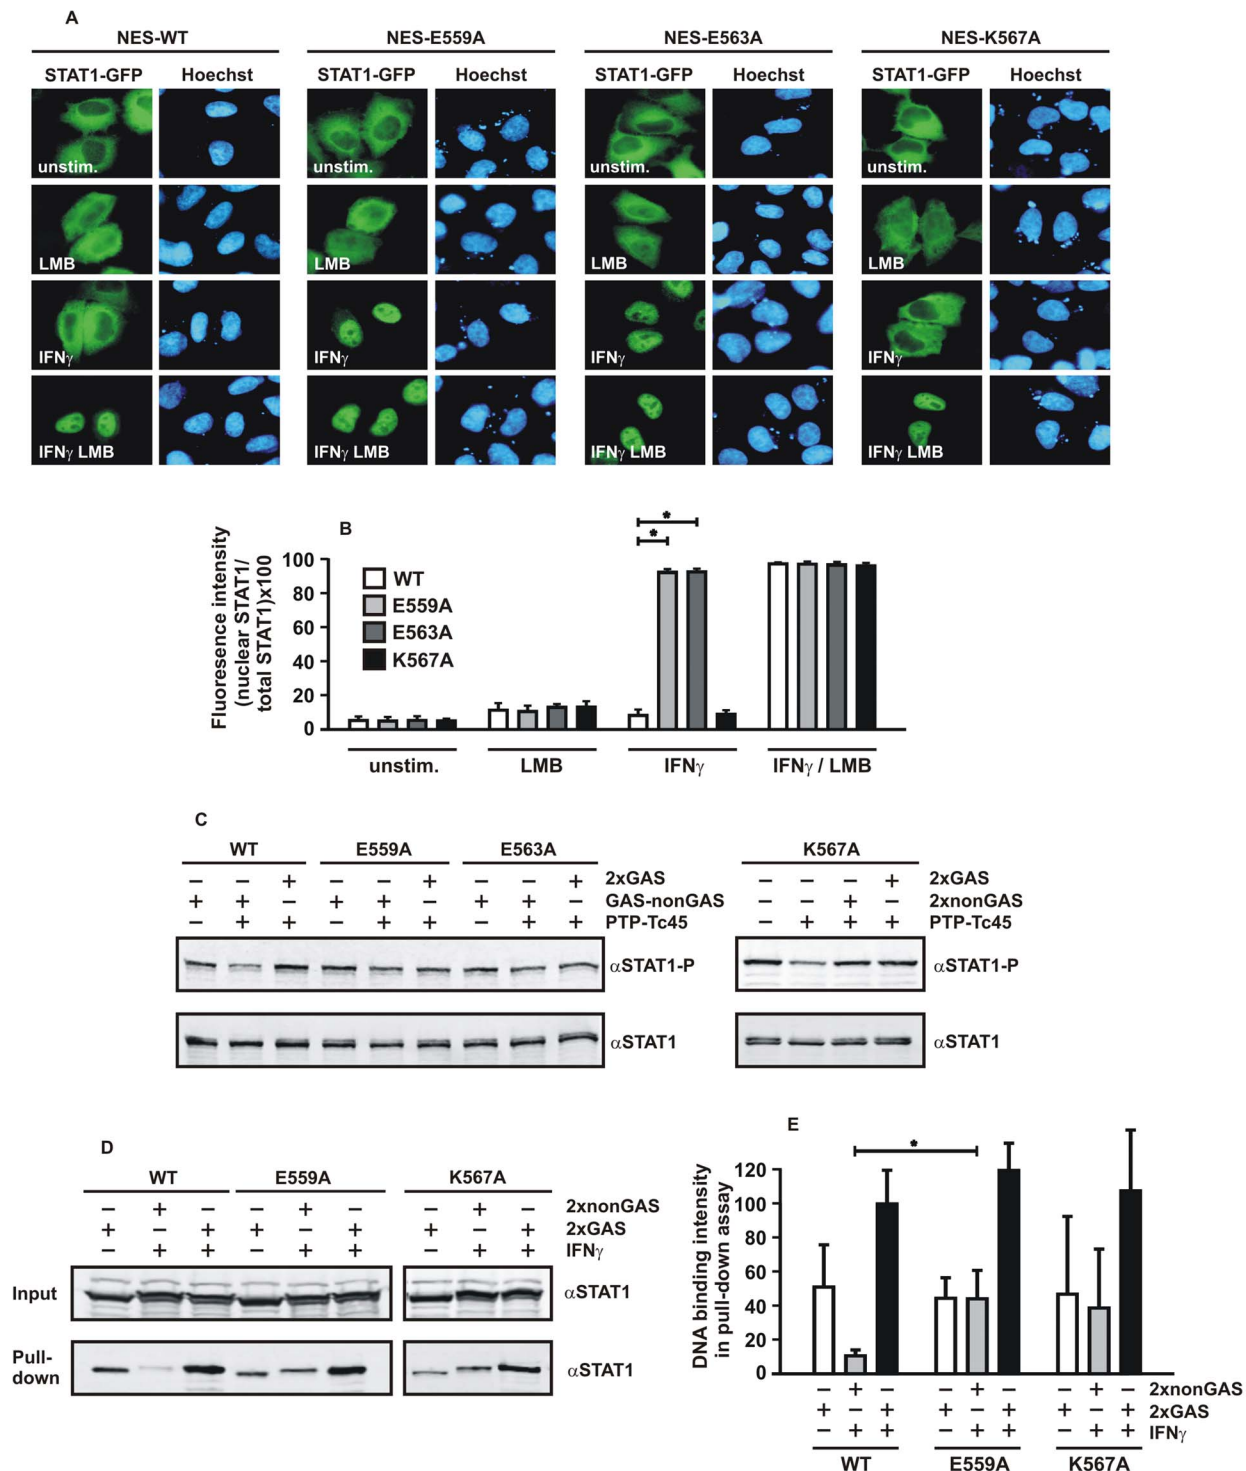 A
NES-WT NES-E559A NES-E563A NES-K567A
STAT1-GFP Hoechst STAT1-GFP Hoechst STAT1-GFP Hoechst STAT1-GFP Hoechst
unstim. unstim. unstim. unstim.
LMB LMB LMB LMB
IFNγ IFNγ IFNγ IFNγ
IFNγ LMB IFNγ LMB IFNγ LMB IFNγ LMB
B
Fluoresence intensity
(nuclear STAT1/
total STAT1)x100
100
80
60
40
20
0
WT
E559A
E563A
K567A
* *
unstim. LMB IFNγ IFNγ / LMB
C
WT E559A E563A K567A
– – + – – + – – + 2xGAS – – – + 2xGAS
+ + – + + – + + – GAS-nonGAS – – + – 2xnonGAS
– + + – + + – + + PTP-Tc45 – + + + PTP-Tc45
αSTAT1-P αSTAT1-P
αSTAT1 αSTAT1
D
WT E559A K567A
– + – – + – – + – 2xnonGAS
+ – + + – + + – + 2xGAS
– + + – + + – + + IFNγ
Input αSTAT1
Pull-
down αSTAT1
E
DNA binding intensity
in pull-down assay
120
100
80
60
40
20
0
*
– + – – + – – + – 2xnonGAS
+ – + + – + + – + 2xGAS
– + + – + + – + + IFNγ
WT E559A K567A